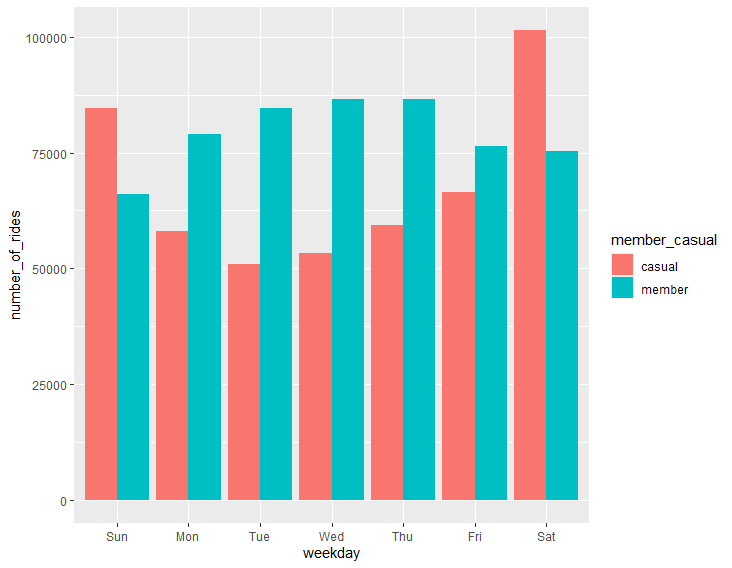 100000
75000
50000
25000
0
number_of_rides
Sun Mon Tue Wed Thu Fri Sat
weekday
member_casual
casual
member